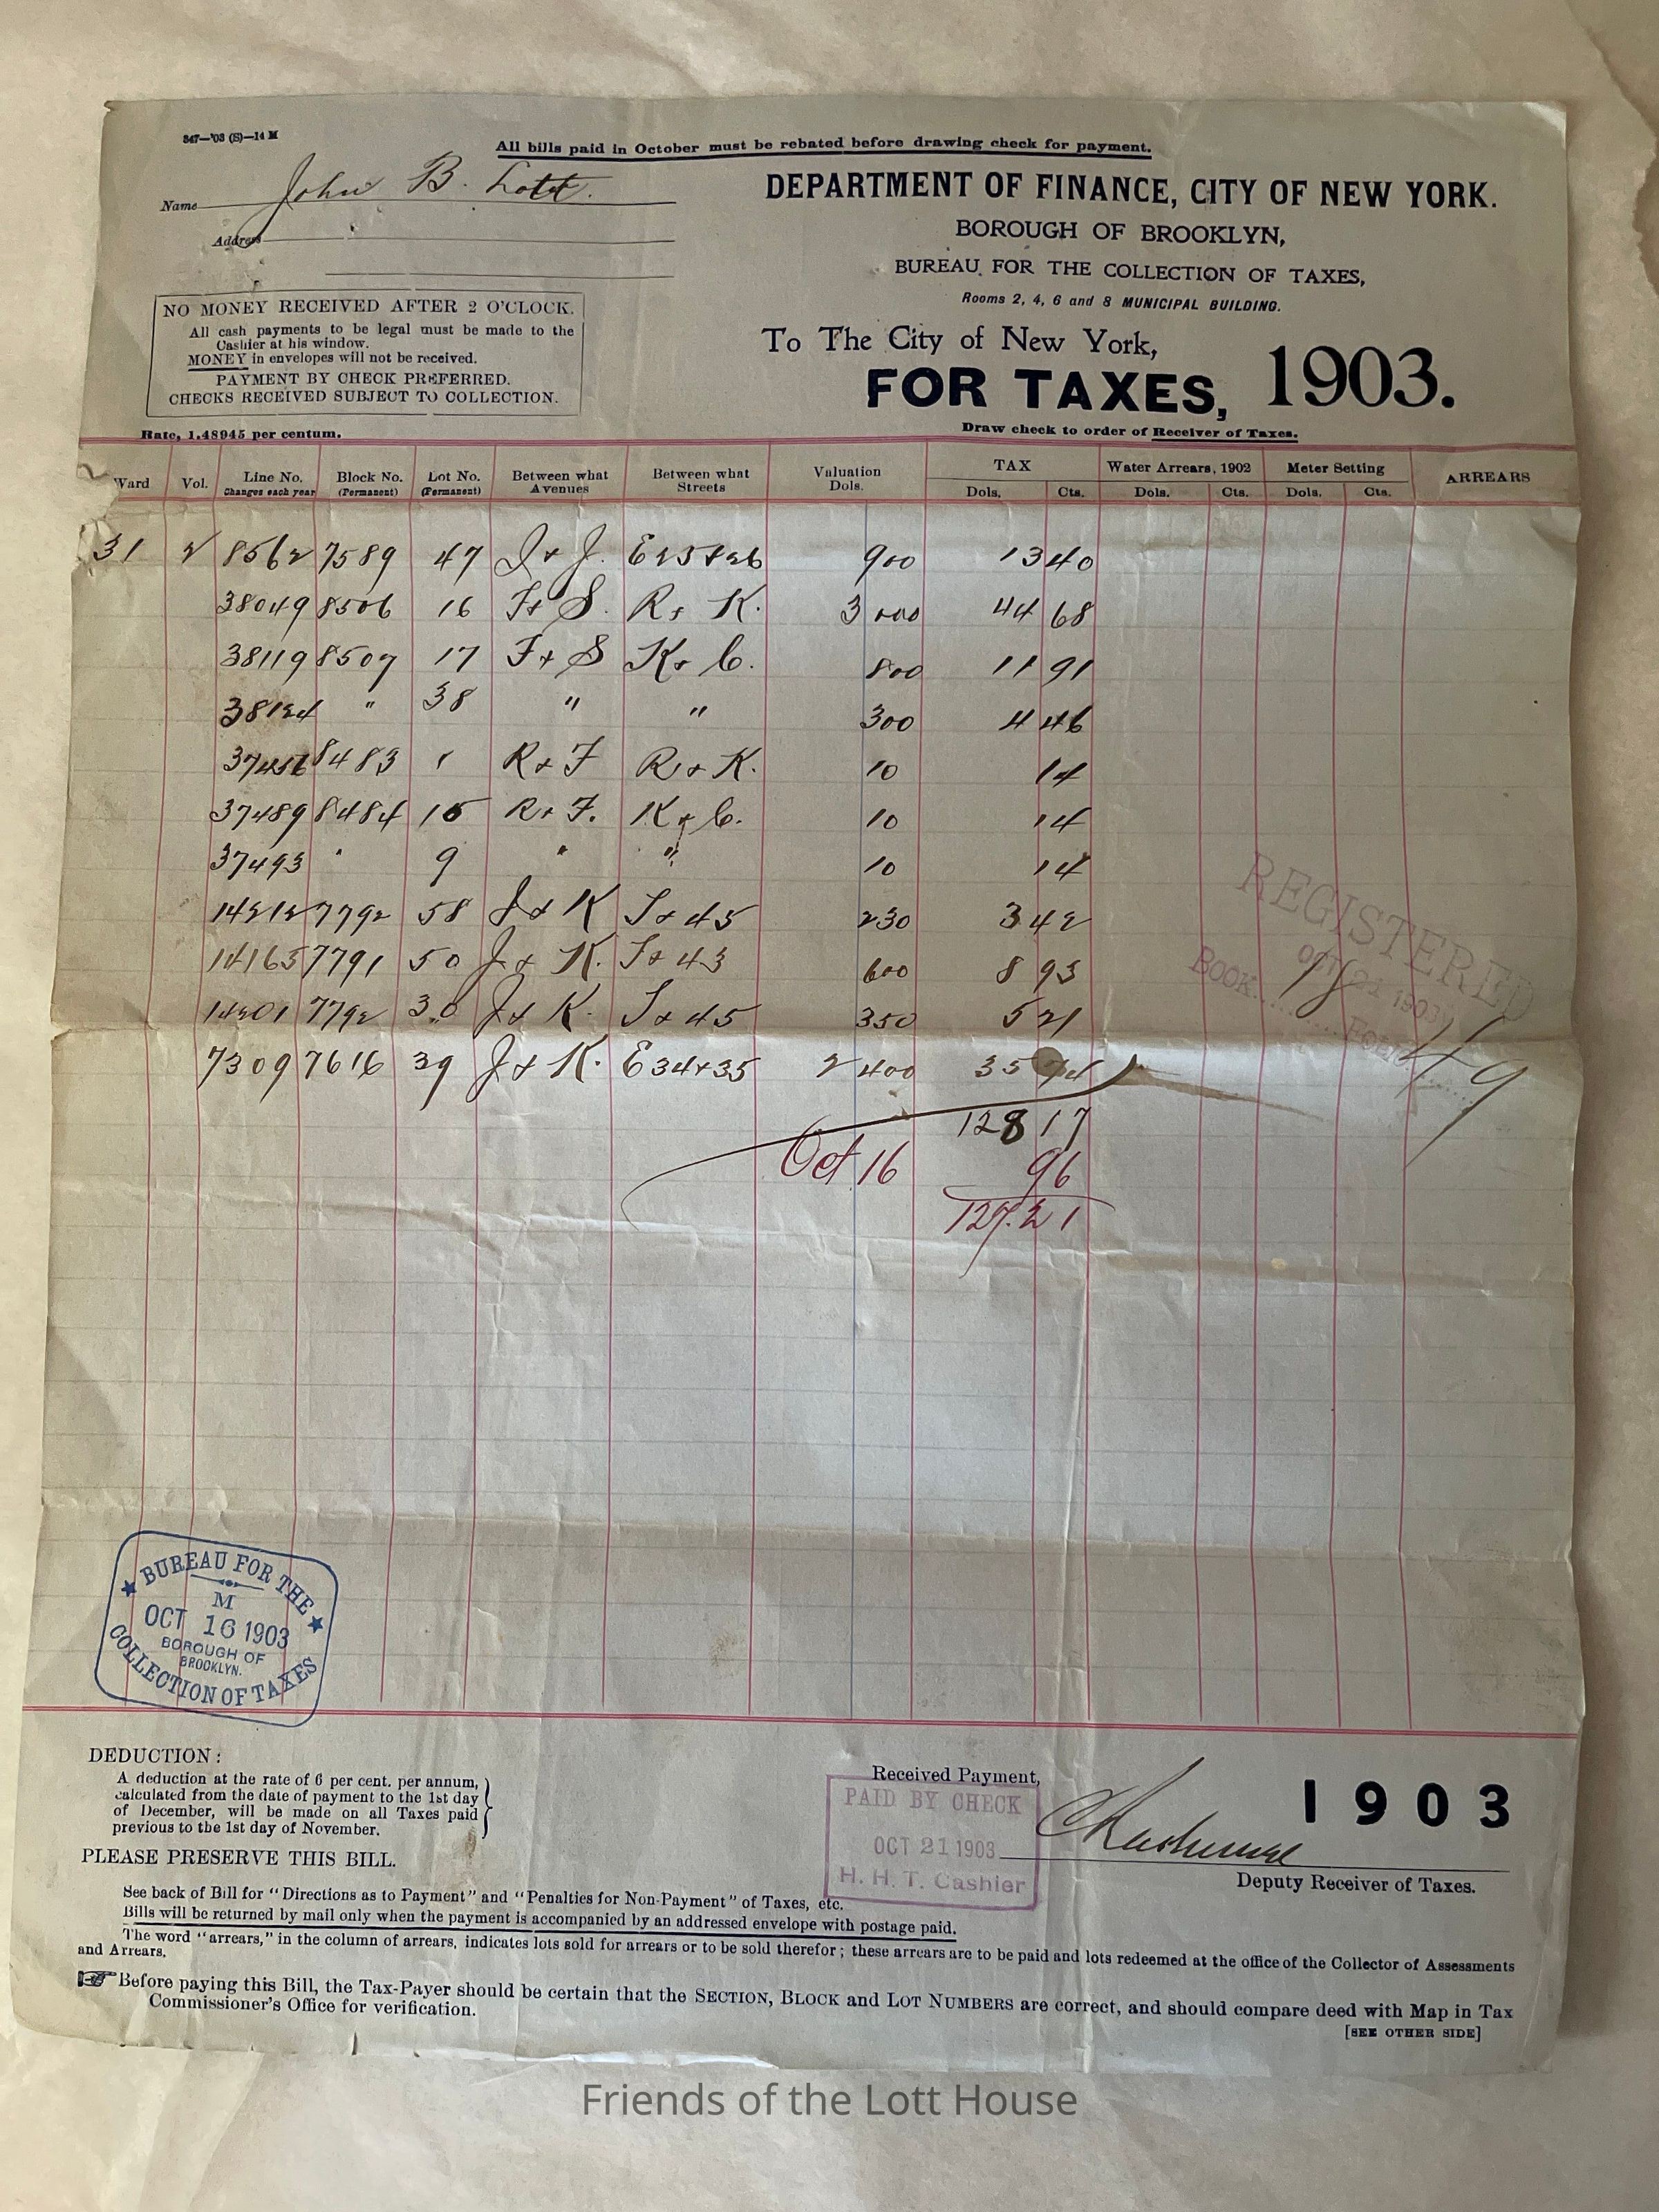 347—'03 (S)—14 M
All bills paid in October must be rebated before drawing check for payment.
Name John B. Lott.
Address
DEPARTMENT OF FINANCE, CITY OF NEW YORK.
BOROUGH OF BROOKLYN,
BUREAU FOR THE COLLECTION OF TAXES,
Rooms 2, 4, 6 and 8 MUNICIPAL BUILDING.
NO MONEY RECEIVED AFTER 2 O'CLOCK.
All cash payments to be legal must be made to the
Cashier at his window.
MONEY in envelopes will not be received.
PAYMENT BY CHECK PREFERRED.
CHECKS RECEIVED SUBJECT TO COLLECTION.
To The City of New York,
FOR TAXES, 1903.
Rate, 1.48945 per centum.
Draw check to order of Receiver of Taxes.
Ward Vol. Line No. Block No. Lot No. Between what Between what Valuation TAX Water Arrears, 1902 Meter Setting ARREARS
Changes each year (Permanent) (Permanent) Avenues Streets Dols. Dols. Cts. Dols. Cts. Dols. Cts.
31 2 8562 7589 47 I + J. E 25 + 26 900 13 40
38049 8506 16 F + S. R + K. 3 000 44 68
38119 8507 17 F + S K + C. 800 11 91
38134 " 38 " " 300 4 46
37456 8483 1 R + F R + K. 10 14
37489 8484 15 R + F. K + C. 10 14
37493 " 9 " " 10 14
14212 7792 58 J + K T + 45 230 3 42
14165 7791 50 J + K. T + 43 600 8 93
14201 7792 30 J + K. T + 45 350 5 21
7309 7616 39 J + K. E 34 + 35 2 400 35 74
128 17
Oct 16 96
127.21
REGISTERED
OCT 21 1903
BOOK 18
FOLIO 49
BUREAU FOR THE
M
OCT 16 1903
BOROUGH OF
BROOKLYN.
COLLECTION OF TAXES
DEDUCTION:
A deduction at the rate of 6 per cent. per annum,
calculated from the date of payment to the 1st day
of December, will be made on all Taxes paid
previous to the 1st day of November.
PLEASE PRESERVE THIS BILL.
Received Payment,
PAID BY CHECK
OCT 21 1903
H. H. T. Cashier
1903
Deputy Receiver of Taxes.
See back of Bill for "Directions as to Payment" and "Penalties for Non-Payment" of Taxes, etc.
Bills will be returned by mail only when the payment is accompanied by an addressed envelope with postage paid.
The word "arrears," in the column of arrears, indicates lots sold for arrears or to be sold therefor; these arrears are to be paid and lots redeemed at the office of the Collector of Assessments
and Arrears.
☞ Before paying this Bill, the Tax-Payer should be certain that the SECTION, BLOCK and LOT NUMBERS are correct, and should compare deed with Map in Tax
Commissioner's Office for verification.
[SEE OTHER SIDE]
Friends of the Lott House